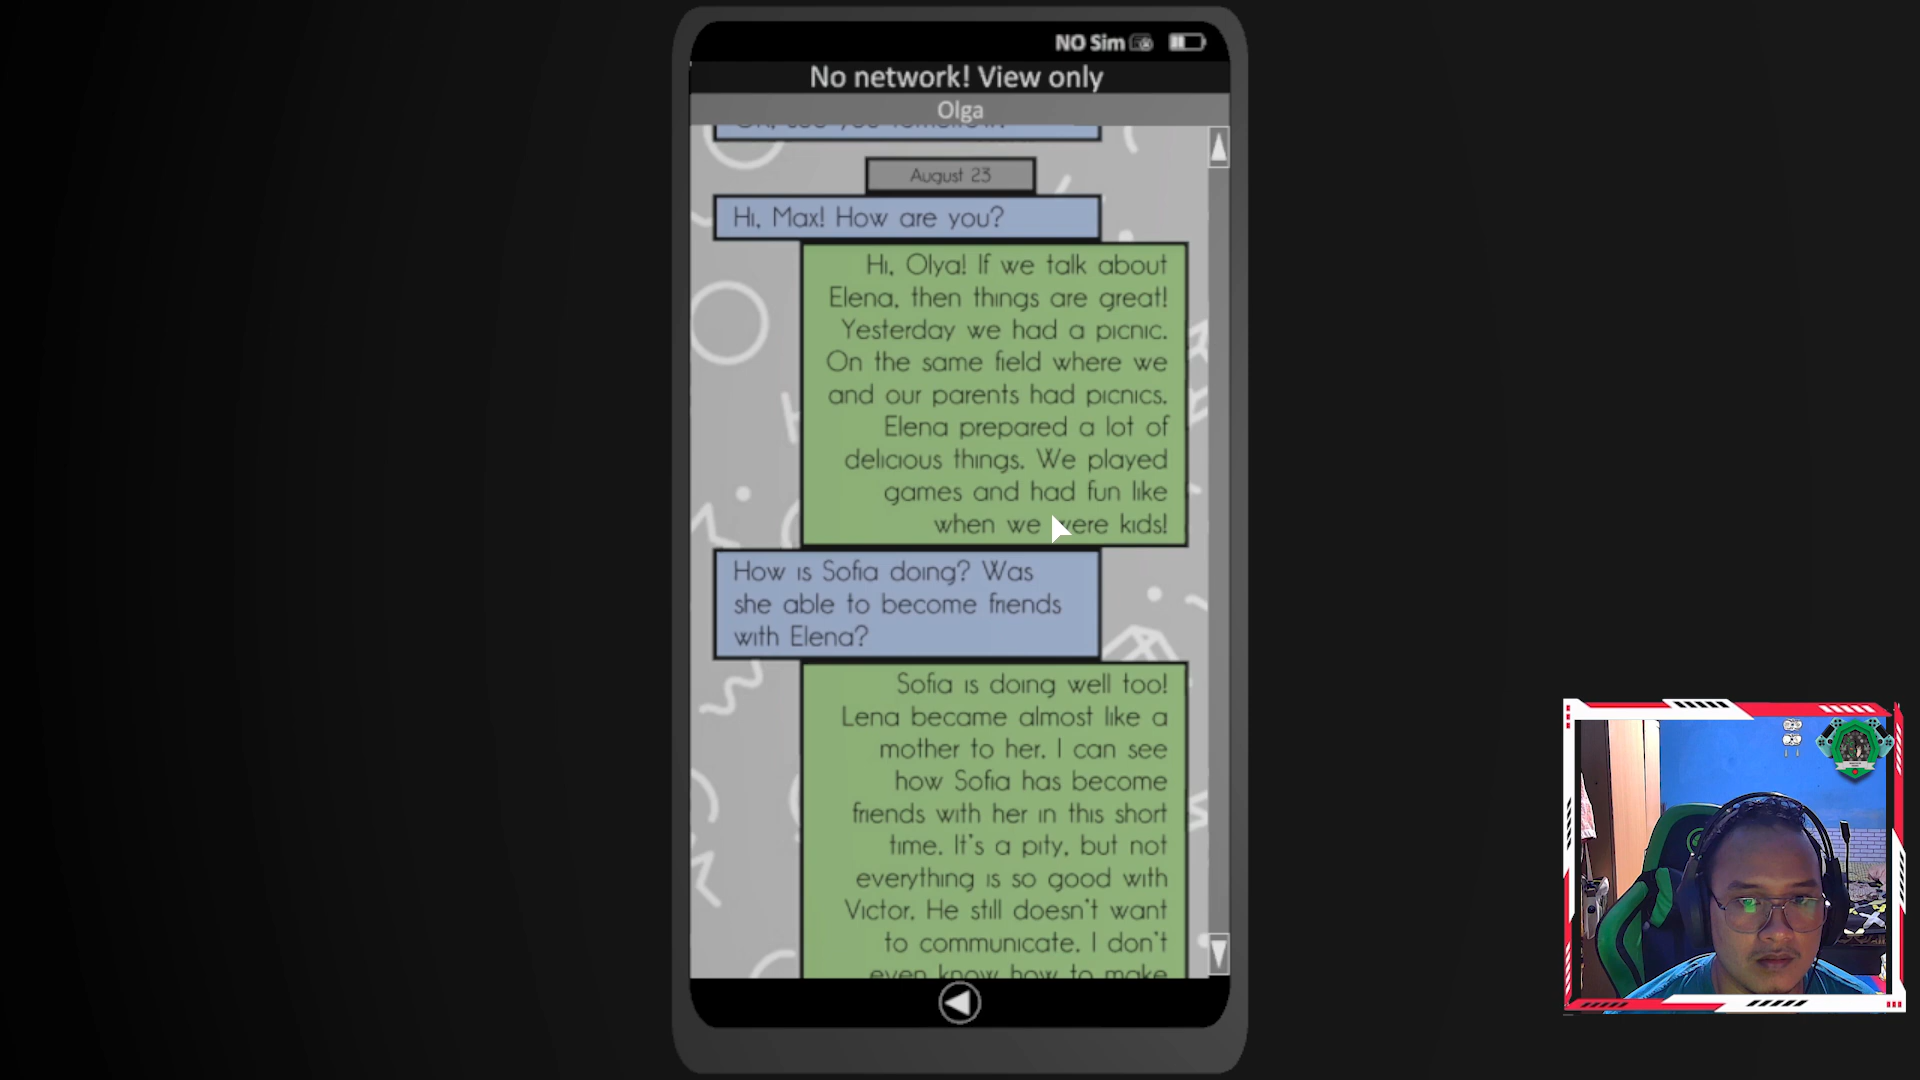 NO Sim
No network! View only
Olga
August 23
Hi, Max! How are you?
Hi, Olya! If we talk about
Elena, then things are great!
Yesterday we had a picnic.
On the same field where we
and our parents had picnics.
Elena prepared a lot of
delicious things. We played
games and had fun like
when we were kids!
How is Sofia doing? Was
she able to become friends
with Elena?
Sofia is doing well too!
Lena became almost like a
mother to her. I can see
how Sofia has become
friends with her in this short
time. It's a pity, but not
everything is so good with
Victor. He still doesn't want
to communicate. I don't
even know how to make